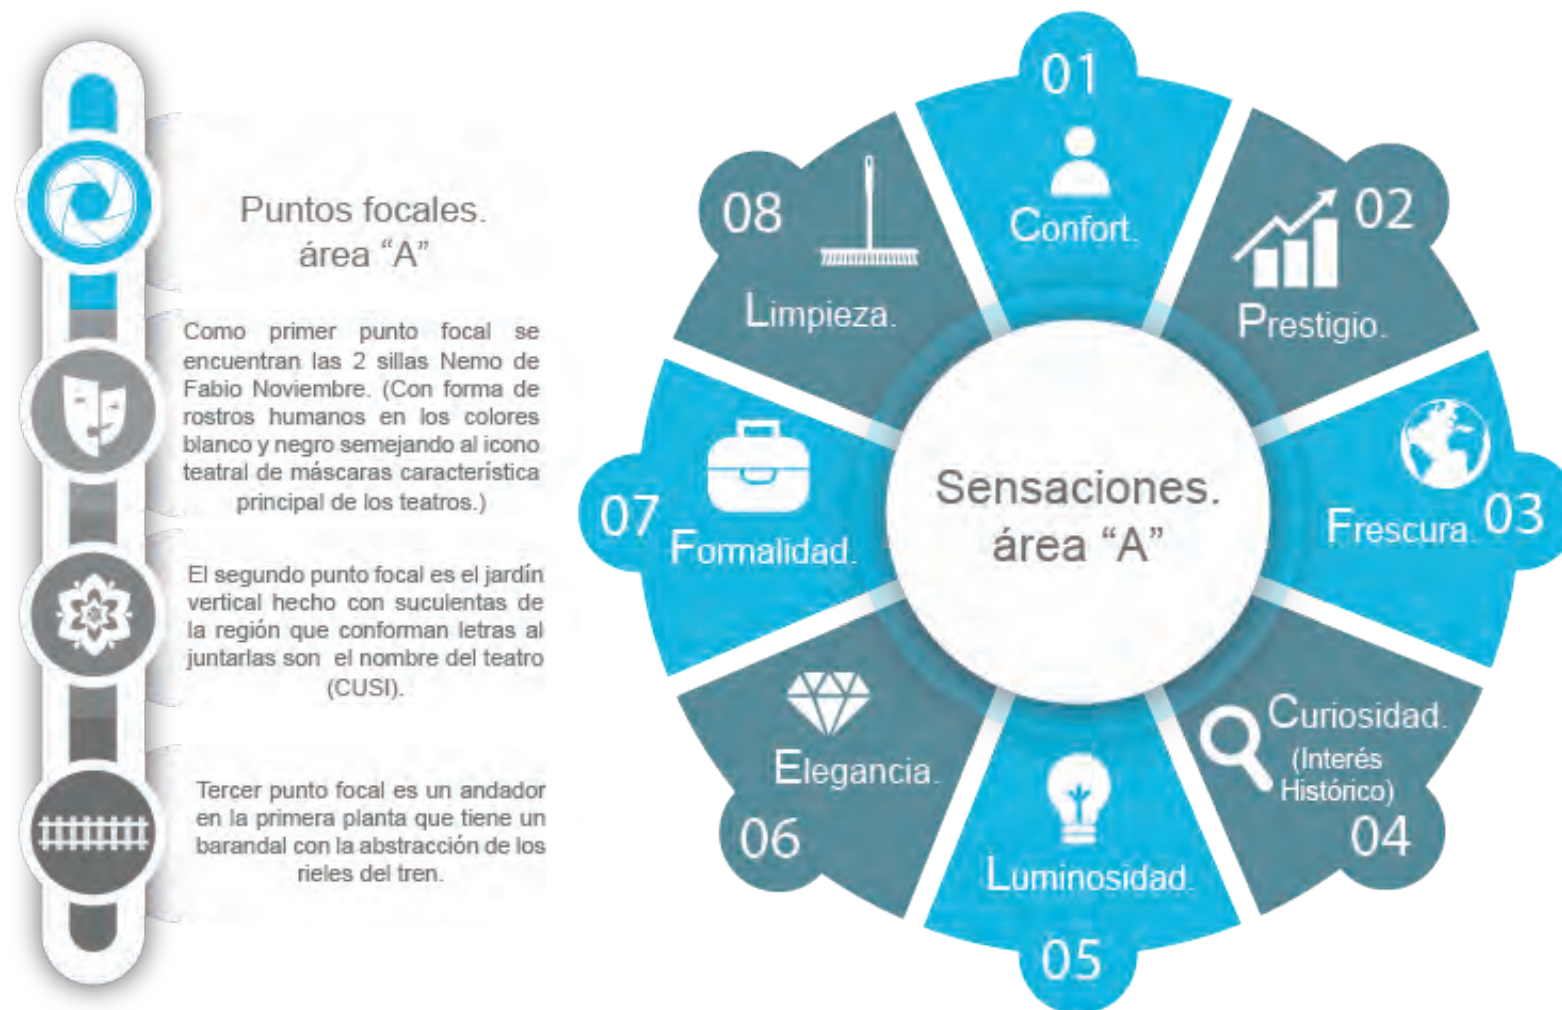 Puntos focales.
área “A”
Como primer punto focal se
encuentran las 2 sillas Nemo de
Fabio Noviembre. (Con forma de
rostros humanos en los colores
blanco y negro semejando al icono
teatral de máscaras característica
principal de los teatros.)
El segundo punto focal es el jardín
vertical hecho con suculentas de
la región que conforman letras al
juntarlas son el nombre del teatro
(CUSI).
Tercer punto focal es un andador
en la primera planta que tiene un
barandal con la abstracción de los
rieles del tren.
Sensaciones.
área “A”
01
Confort.
02
Prestigio.
03
Frescura.
04
Curiosidad.
(Interés
Histórico)
05
Luminosidad.
06
Elegancia.
07
Formalidad.
08
Limpieza.